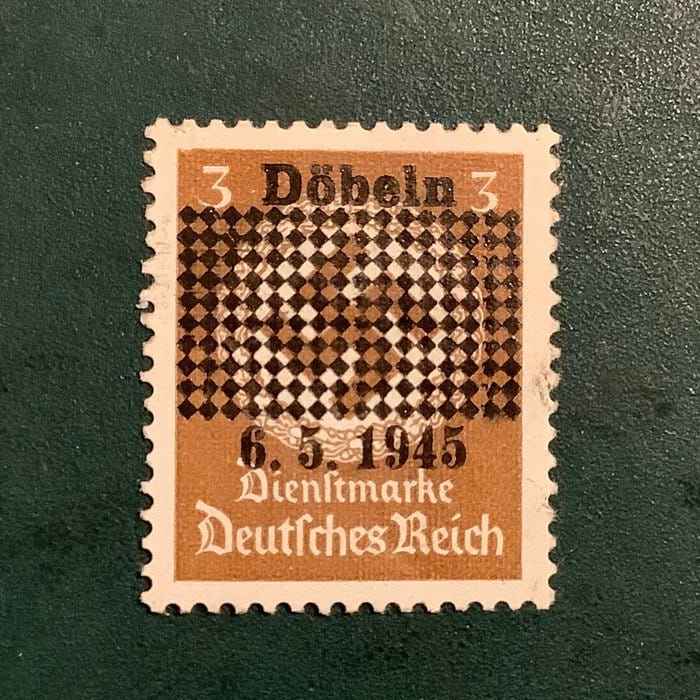 3 Döbeln 3
6. 5. 1945
Dienſtmarke
Deutſches Reich